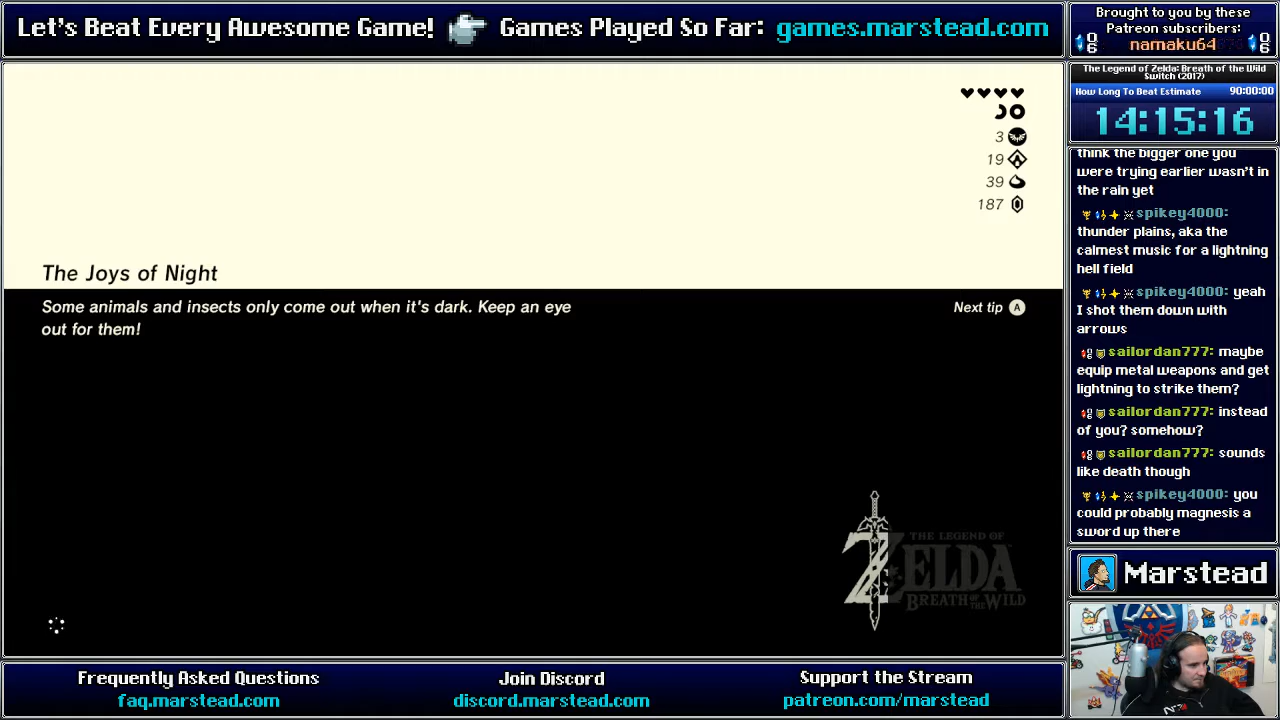 Let's Beat Every Awesome Game!
Games Played So Far: games.marstead.com
Brought to you by these
Patreon subscribers:
namaku64
The Legend of Zelda: Breath of the Wild
Switch (2017)
How Long To Beat Estimate 90:00:00
14:15:16
3
19
39
187
The Joys of Night
Some animals and insects only come out when it's dark. Keep an eye
out for them!
Next tip A
THE LEGEND OF
ZELDA
BREATH OF THE WILD
think the bigger one you
were trying earlier wasn't in
the rain yet
spikey4000:
thunder plains, aka the
calmest music for a lightning
hell field
spikey4000: yeah
I shot them down with
arrows
sailordan777: maybe
equip metal weapons and get
lightning to strike them?
sailordan777: instead
of you? somehow?
sailordan777: sounds
like death though
spikey4000: you
could probably magnesis a
sword up there
Marstead
Frequently Asked Questions
faq.marstead.com
Join Discord
discord.marstead.com
Support the Stream
patreon.com/marstead